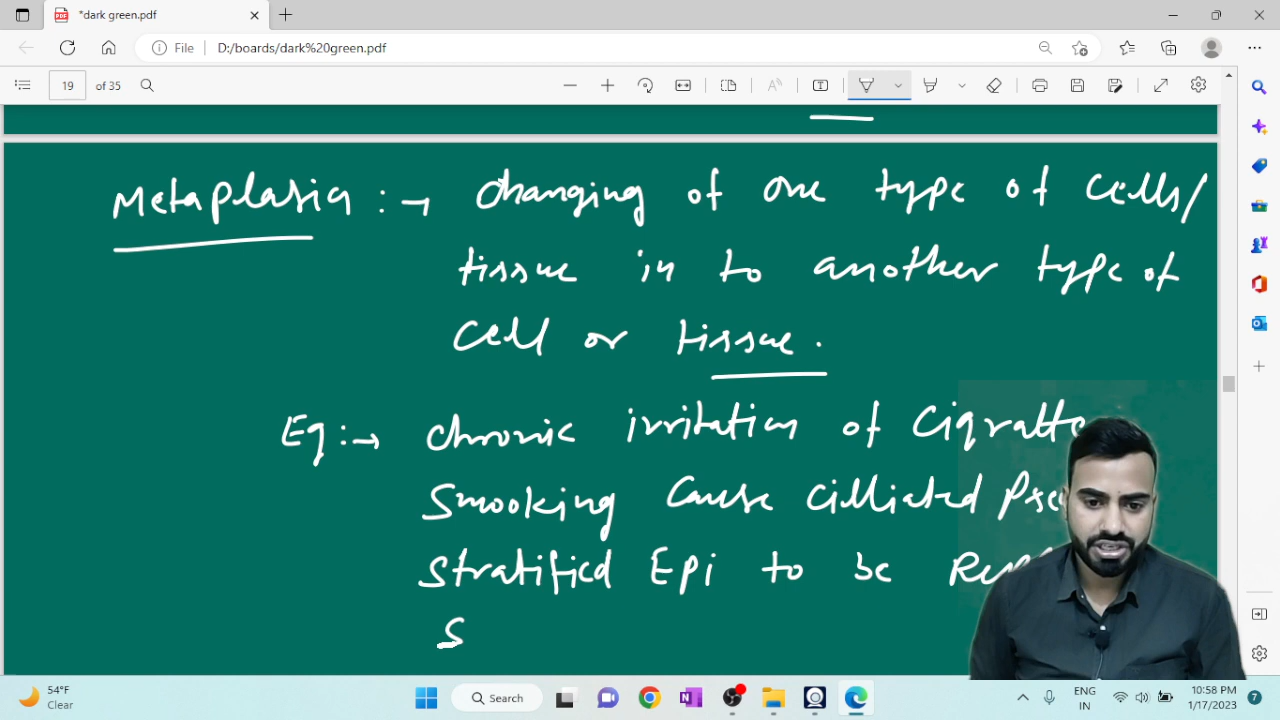 *dark green.pdf
File D:/boards/dark%20green.pdf
19 of 35
Metaplasia :→ changing of one type of cells/
tissue in to another type of
cell or tissue.
Eg :→ chronic irritation of Cigratte
Smooking cause cilliated
Stratified Epi to be
S
54°F
Clear
Search
ENG
IN
10:58 PM
1/17/2023
7